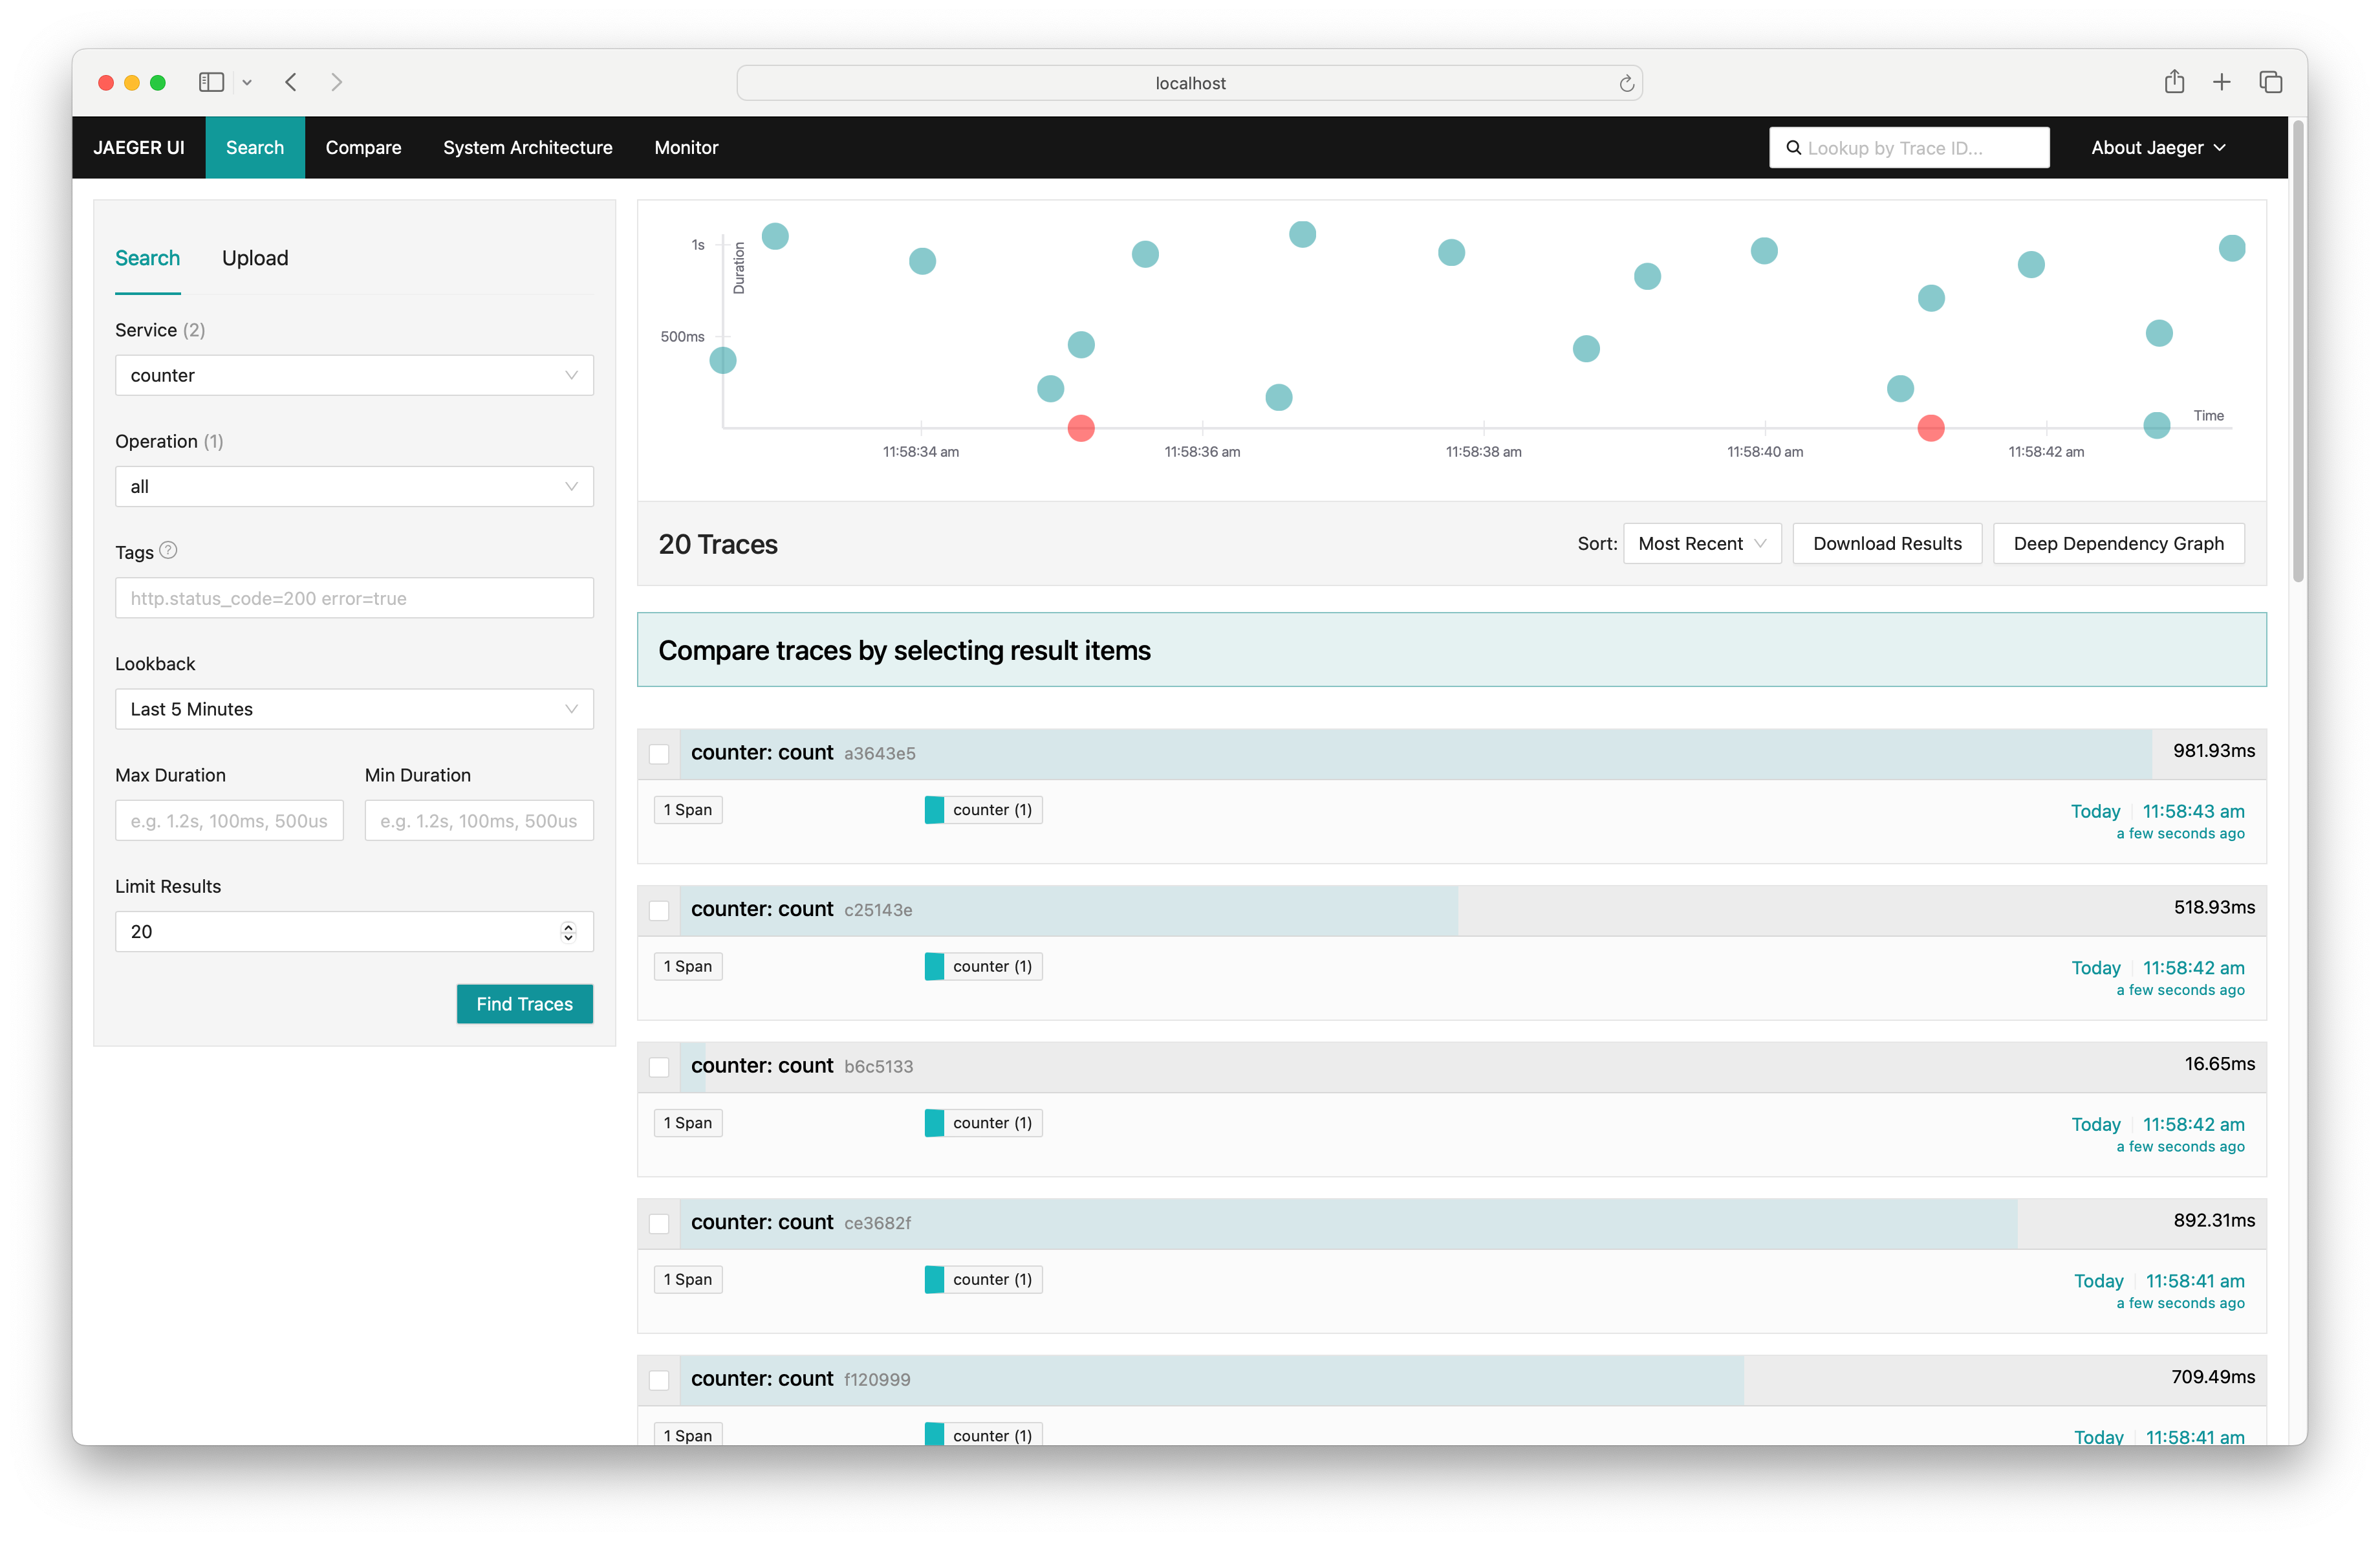 localhost
JAEGER UI Search Compare System Architecture Monitor Lookup by Trace ID... About Jaeger
Search Upload
Service (2)
counter
Operation (1)
all
Tags ?
http.status_code=200 error=true
Lookback
Last 5 Minutes
Max Duration Min Duration
e.g. 1.2s, 100ms, 500us e.g. 1.2s, 100ms, 500us
Limit Results
20
Find Traces
1s
Duration
500ms
Time
11:58:34 am 11:58:36 am 11:58:38 am 11:58:40 am 11:58:42 am
20 Traces Sort: Most Recent Download Results Deep Dependency Graph
Compare traces by selecting result items
counter: count a3643e5 981.93ms
1 Span counter (1) Today 11:58:43 am
a few seconds ago
counter: count c25143e 518.93ms
1 Span counter (1) Today 11:58:42 am
a few seconds ago
counter: count b6c5133 16.65ms
1 Span counter (1) Today 11:58:42 am
a few seconds ago
counter: count ce3682f 892.31ms
1 Span counter (1) Today 11:58:41 am
a few seconds ago
counter: count f120999 709.49ms
1 Span counter (1) Today 11:58:41 am